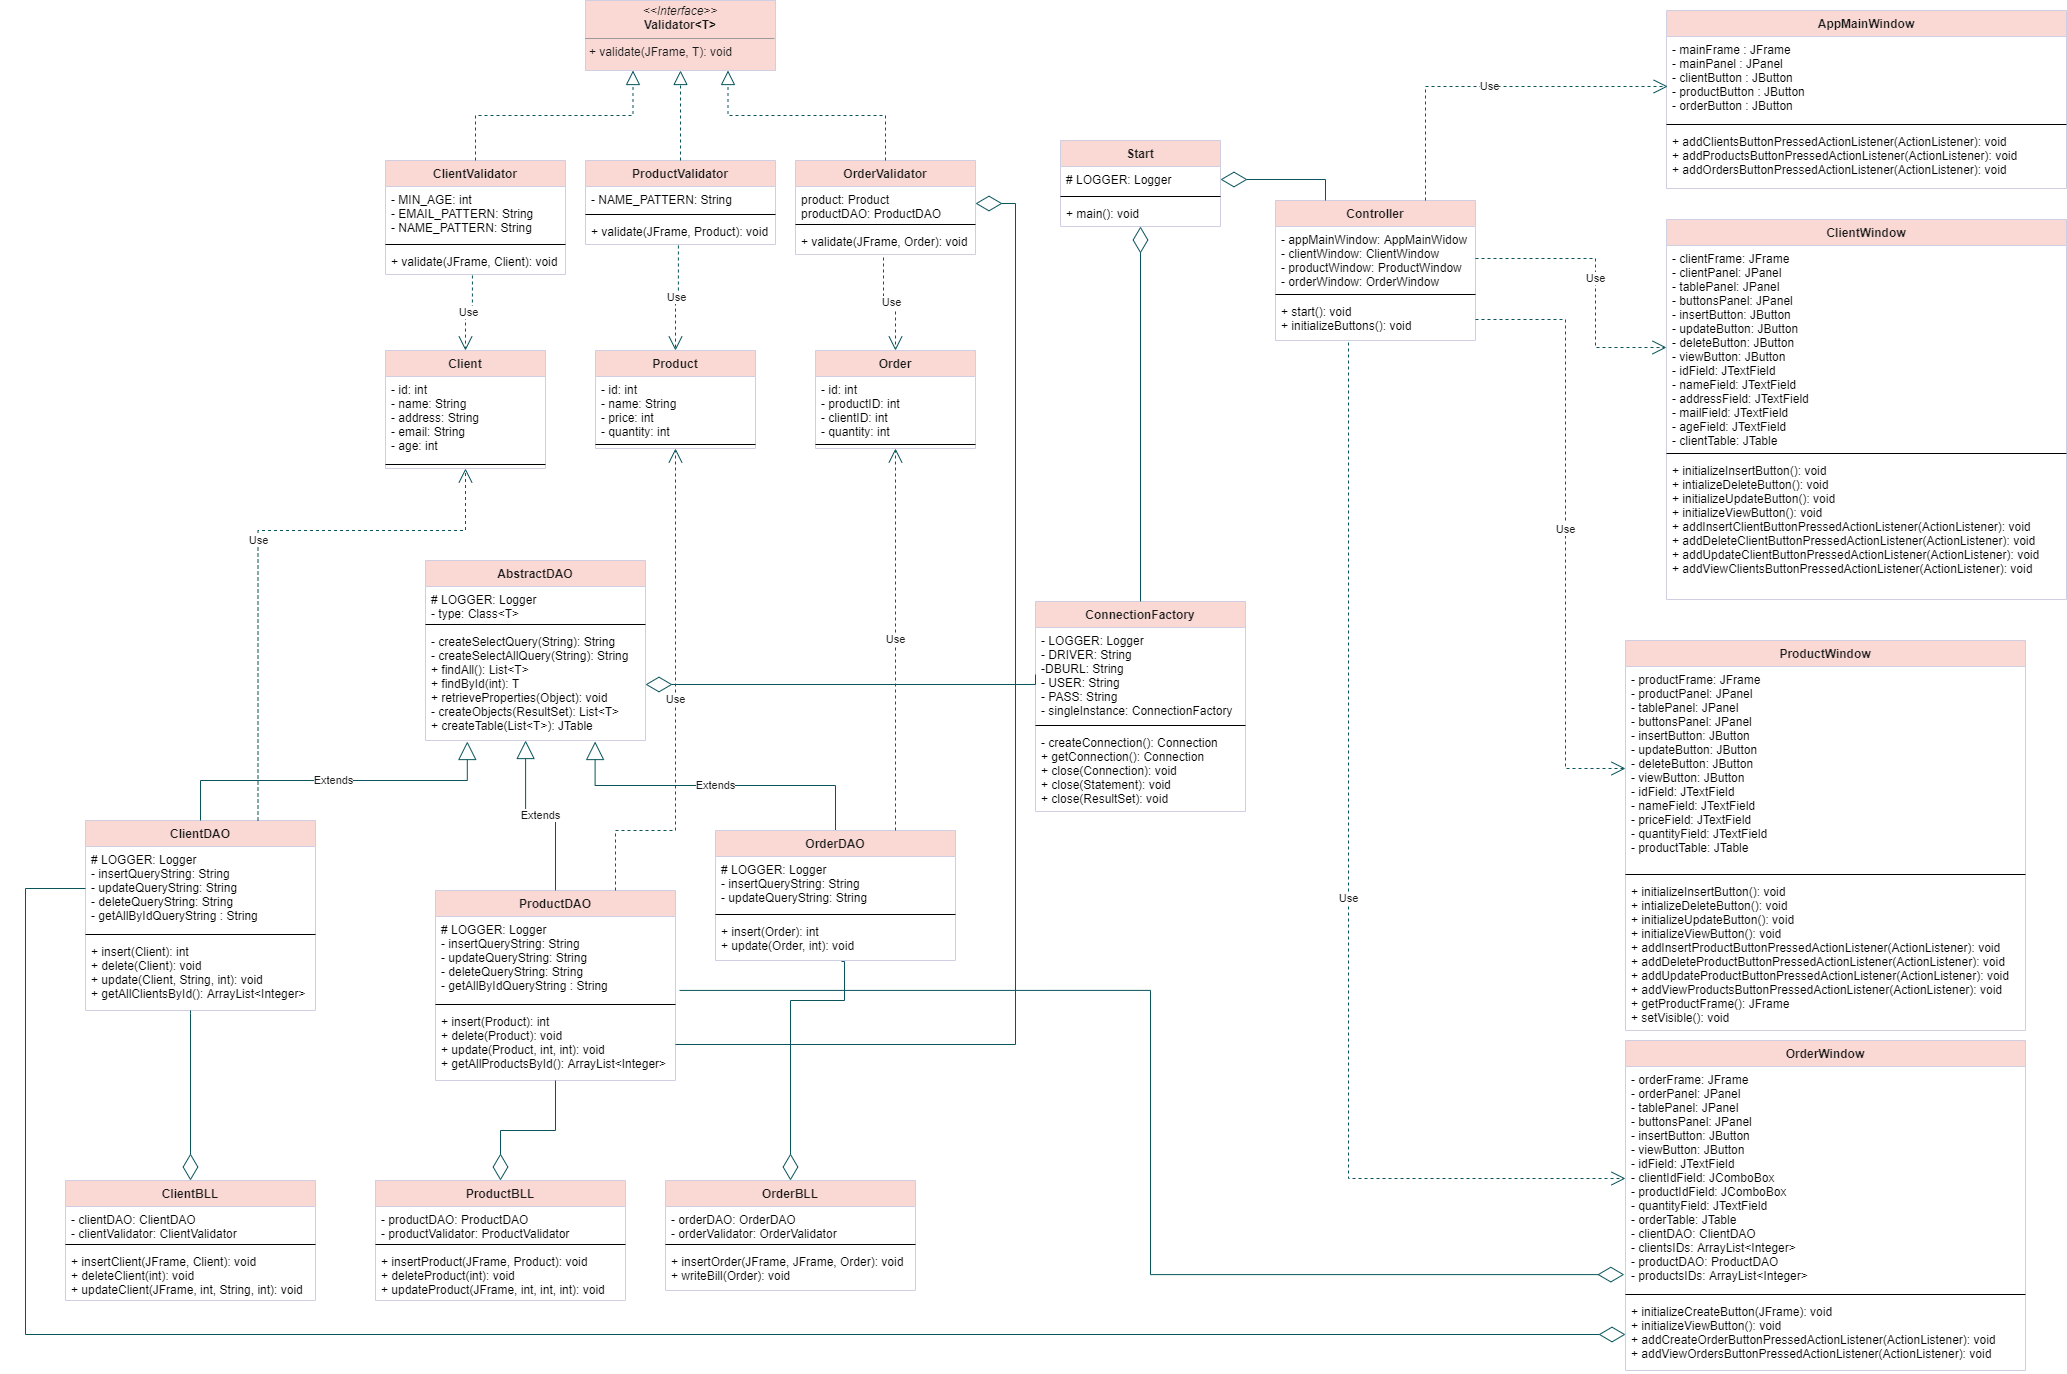 <<Interface>>
Validator<T>
+ validate(JFrame, T): void
ClientValidator
- MIN_AGE: int
- EMAIL_PATTERN: String
- NAME_PATTERN: String
+ validate(JFrame, Client): void
ProductValidator
- NAME_PATTERN: String
+ validate(JFrame, Product): void
OrderValidator
product: Product
productDAO: ProductDAO
+ validate(JFrame, Order): void
Use
Use
Use
Client
- id: int
- name: String
- address: String
- email: String
- age: int
Product
- id: int
- name: String
- price: int
- quantity: int
Order
- id: int
- productID: int
- clientID: int
- quantity: int
Start
# LOGGER: Logger
+ main(): void
Controller
- appMainWindow: AppMainWidow
- clientWindow: ClientWindow
- productWindow: ProductWindow
- orderWindow: OrderWindow
+ start(): void
+ initializeButtons(): void
Use
Use
Use
Use
AppMainWindow
- mainFrame : JFrame
- mainPanel : JPanel
- clientButton : JButton
- productButton : JButton
- orderButton : JButton
+ addClientsButtonPressedActionListener(ActionListener): void
+ addProductsButtonPressedActionListener(ActionListener): void
+ addOrdersButtonPressedActionListener(ActionListener): void
ClientWindow
- clientFrame: JFrame
- clientPanel: JPanel
- tablePanel: JPanel
- buttonsPanel: JPanel
- insertButton: JButton
- updateButton: JButton
- deleteButton: JButton
- viewButton: JButton
- idField: JTextField
- nameField: JTextField
- addressField: JTextField
- mailField: JTextField
- ageField: JTextField
- clientTable: JTable
+ initializeInsertButton(): void
+ intializeDeleteButton(): void
+ initializeUpdateButton(): void
+ initializeViewButton(): void
+ addInsertClientButtonPressedActionListener(ActionListener): void
+ addDeleteClientButtonPressedActionListener(ActionListener): void
+ addUpdateClientButtonPressedActionListener(ActionListener): void
+ addViewClientsButtonPressedActionListener(ActionListener): void
Use
Use
Use
AbstractDAO
# LOGGER: Logger
- type: Class<T>
- createSelectQuery(String): String
- createSelectAllQuery(String): String
+ findAll(): List<T>
+ findById(int): T
+ retrieveProperties(Object): void
- createObjects(ResultSet): List<T>
+ createTable(List<T>): JTable
ConnectionFactory
- LOGGER: Logger
- DRIVER: String
-DBURL: String
- USER: String
- PASS: String
- singleInstance: ConnectionFactory
- createConnection(): Connection
+ getConnection(): Connection
+ close(Connection): void
+ close(Statement): void
+ close(ResultSet): void
ProductWindow
- productFrame: JFrame
- productPanel: JPanel
- tablePanel: JPanel
- buttonsPanel: JPanel
- insertButton: JButton
- updateButton: JButton
- deleteButton: JButton
- viewButton: JButton
- idField: JTextField
- nameField: JTextField
- priceField: JTextField
- quantityField: JTextField
- productTable: JTable
+ initializeInsertButton(): void
+ intializeDeleteButton(): void
+ initializeUpdateButton(): void
+ initializeViewButton(): void
+ addInsertProductButtonPressedActionListener(ActionListener): void
+ addDeleteProductButtonPressedActionListener(ActionListener): void
+ addUpdateProductButtonPressedActionListener(ActionListener): void
+ addViewProductsButtonPressedActionListener(ActionListener): void
+ getProductFrame(): JFrame
+ setVisible(): void
Extends
Extends
Extends
ClientDAO
# LOGGER: Logger
- insertQueryString: String
- updateQueryString: String
- deleteQueryString: String
- getAllByIdQueryString : String
+ insert(Client): int
+ delete(Client): void
+ update(Client, String, int): void
+ getAllClientsById(): ArrayList<Integer>
ProductDAO
# LOGGER: Logger
- insertQueryString: String
- updateQueryString: String
- deleteQueryString: String
- getAllByIdQueryString : String
+ insert(Product): int
+ delete(Product): void
+ update(Product, int, int): void
+ getAllProductsById(): ArrayList<Integer>
OrderDAO
# LOGGER: Logger
- insertQueryString: String
- updateQueryString: String
+ insert(Order): int
+ update(Order, int): void
OrderWindow
- orderFrame: JFrame
- orderPanel: JPanel
- tablePanel: JPanel
- buttonsPanel: JPanel
- insertButton: JButton
- viewButton: JButton
- idField: JTextField
- clientIdField: JComboBox
- productIdField: JComboBox
- quantityField: JTextField
- orderTable: JTable
- clientDAO: ClientDAO
- clientsIDs: ArrayList<Integer>
- productDAO: ProductDAO
- productsIDs: ArrayList<Integer>
+ initializeCreateButton(JFrame): void
+ initializeViewButton(): void
+ addCreateOrderButtonPressedActionListener(ActionListener): void
+ addViewOrdersButtonPressedActionListener(ActionListener): void
ClientBLL
- clientDAO: ClientDAO
- clientValidator: ClientValidator
+ insertClient(JFrame, Client): void
+ deleteClient(int): void
+ updateClient(JFrame, int, String, int): void
ProductBLL
- productDAO: ProductDAO
- productValidator: ProductValidator
+ insertProduct(JFrame, Product): void
+ deleteProduct(int): void
+ updateProduct(JFrame, int, int, int): void
OrderBLL
- orderDAO: OrderDAO
- orderValidator: OrderValidator
+ insertOrder(JFrame, JFrame, Order): void
+ writeBill(Order): void